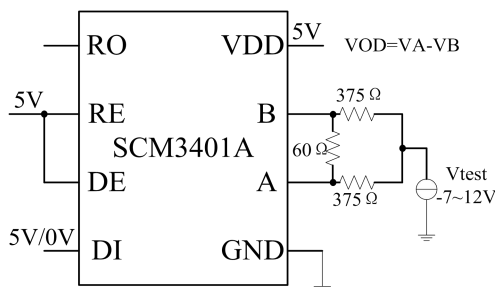 RO VDD 5V VOD=VA-VB
5V RE B 375 Ω
SCM3401A 60 Ω
DE A 375 Ω Vtest
-7~12V
5V/0V DI GND